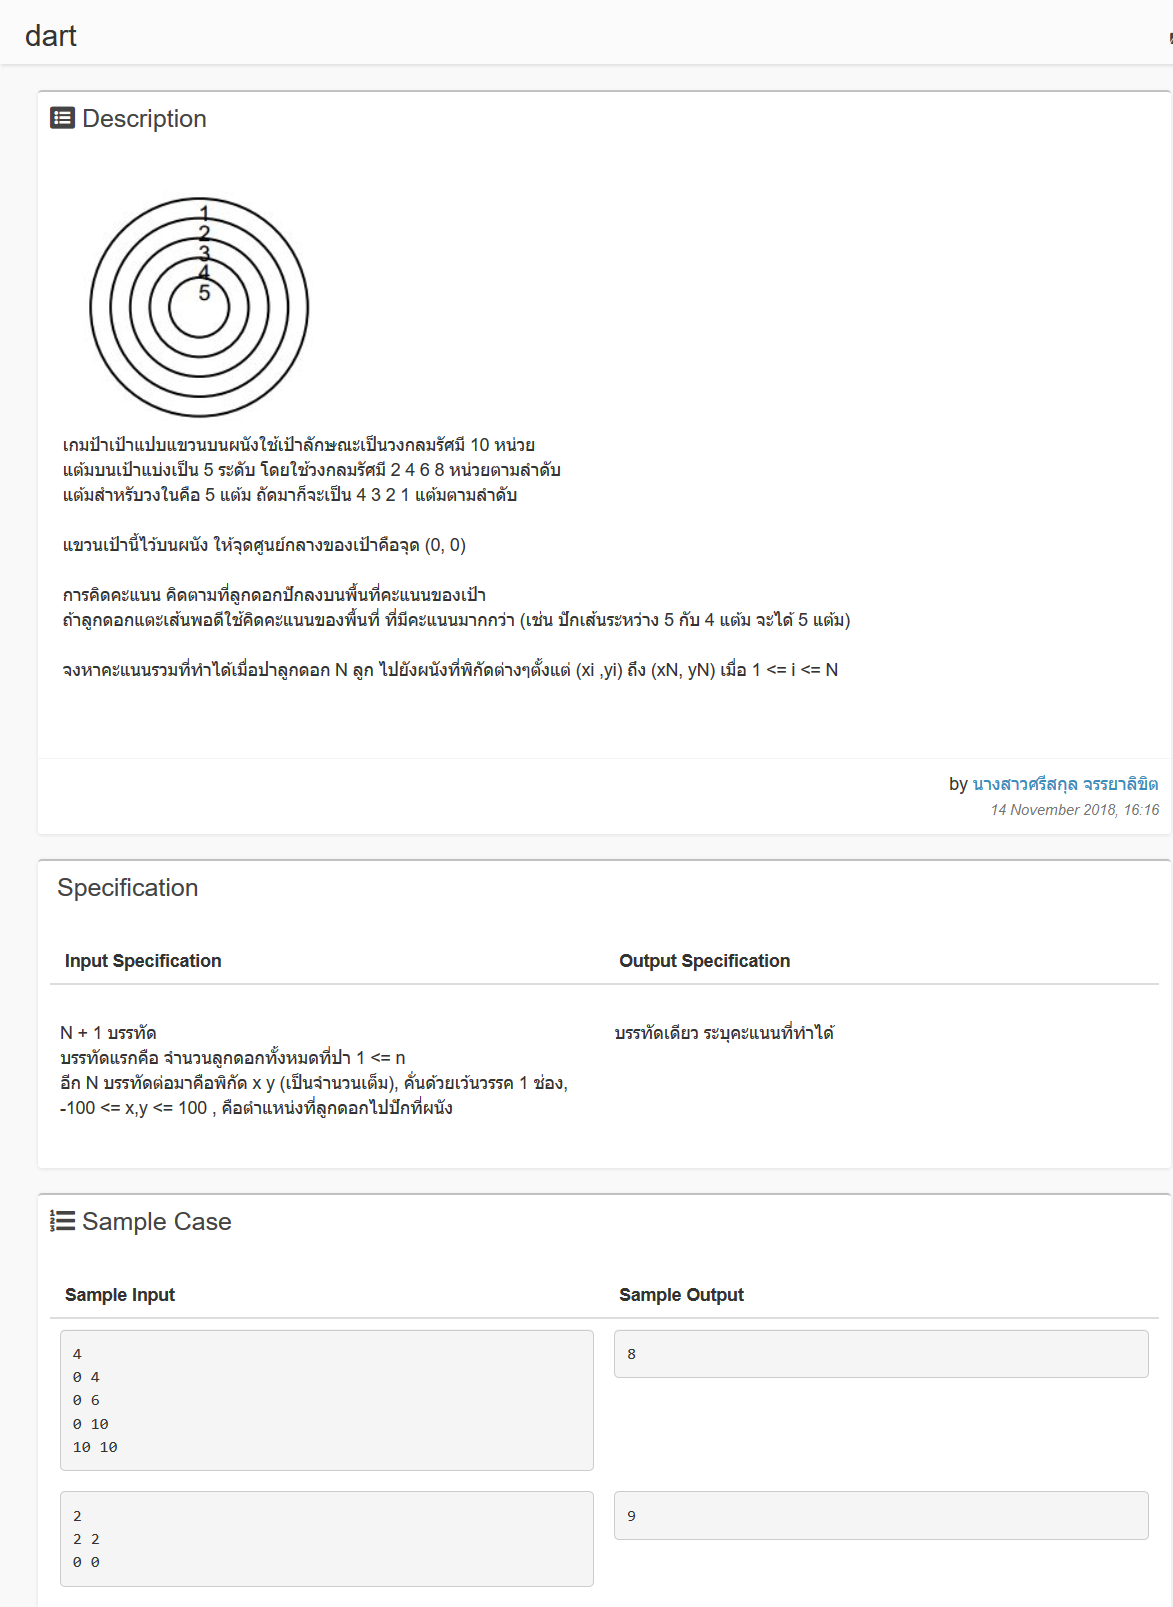 dart
Description
1
2
3
4
5
เกมป้าเป้าแปบแขวนบนผนังใช้เป้าลักษณะเป็นวงกลมรัศมี 10 หน่วย
แต้มบนเป้าแบ่งเป็น 5 ระดับ โดยใช้วงกลมรัศมี 2 4 6 8 หน่วยตามลำดับ
แต้มสำหรับวงในคือ 5 แต้ม ถัดมาก็จะเป็น 4 3 2 1 แต้มตามลำดับ
แขวนเป้านี้ไว้บนผนัง ให้จุดศูนย์กลางของเป้าคือจุด (0, 0)
การคิดคะแนน คิดตามที่ลูกดอกปักลงบนพื้นที่คะแนนของเป้า
ถ้าลูกดอกแตะเส้นพอดีใช้คิดคะแนนของพื้นที่ ที่มีคะแนนมากกว่า (เช่น ปักเส้นระหว่าง 5 กับ 4 แต้ม จะได้ 5 แต้ม)
จงหาคะแนนรวมที่ทำได้เมื่อปาลูกดอก N ลูก ไปยังผนังที่พิกัดต่างๆตั้งแต่ (xi ,yi) ถึง (xN, yN) เมื่อ 1 <= i <= N
by นางสาวศรีสกุล จรรยาลิขิต
14 November 2018, 16:16
Specification
Input Specification
Output Specification
N + 1 บรรทัด
บรรทัดแรกคือ จำนวนลูกดอกทั้งหมดที่ปา 1 <= n
อีก N บรรทัดต่อมาคือพิกัด x y (เป็นจำนวนเต็ม), คั่นด้วยเว้นวรรค 1 ช่อง,
-100 <= x,y <= 100 , คือตำแหน่งที่ลูกดอกไปปักที่ผนัง
บรรทัดเดียว ระบุคะแนนที่ทำได้
Sample Case
Sample Input
Sample Output
4
0 4
0 6
0 10
10 10
8
2
2 2
0 0
9